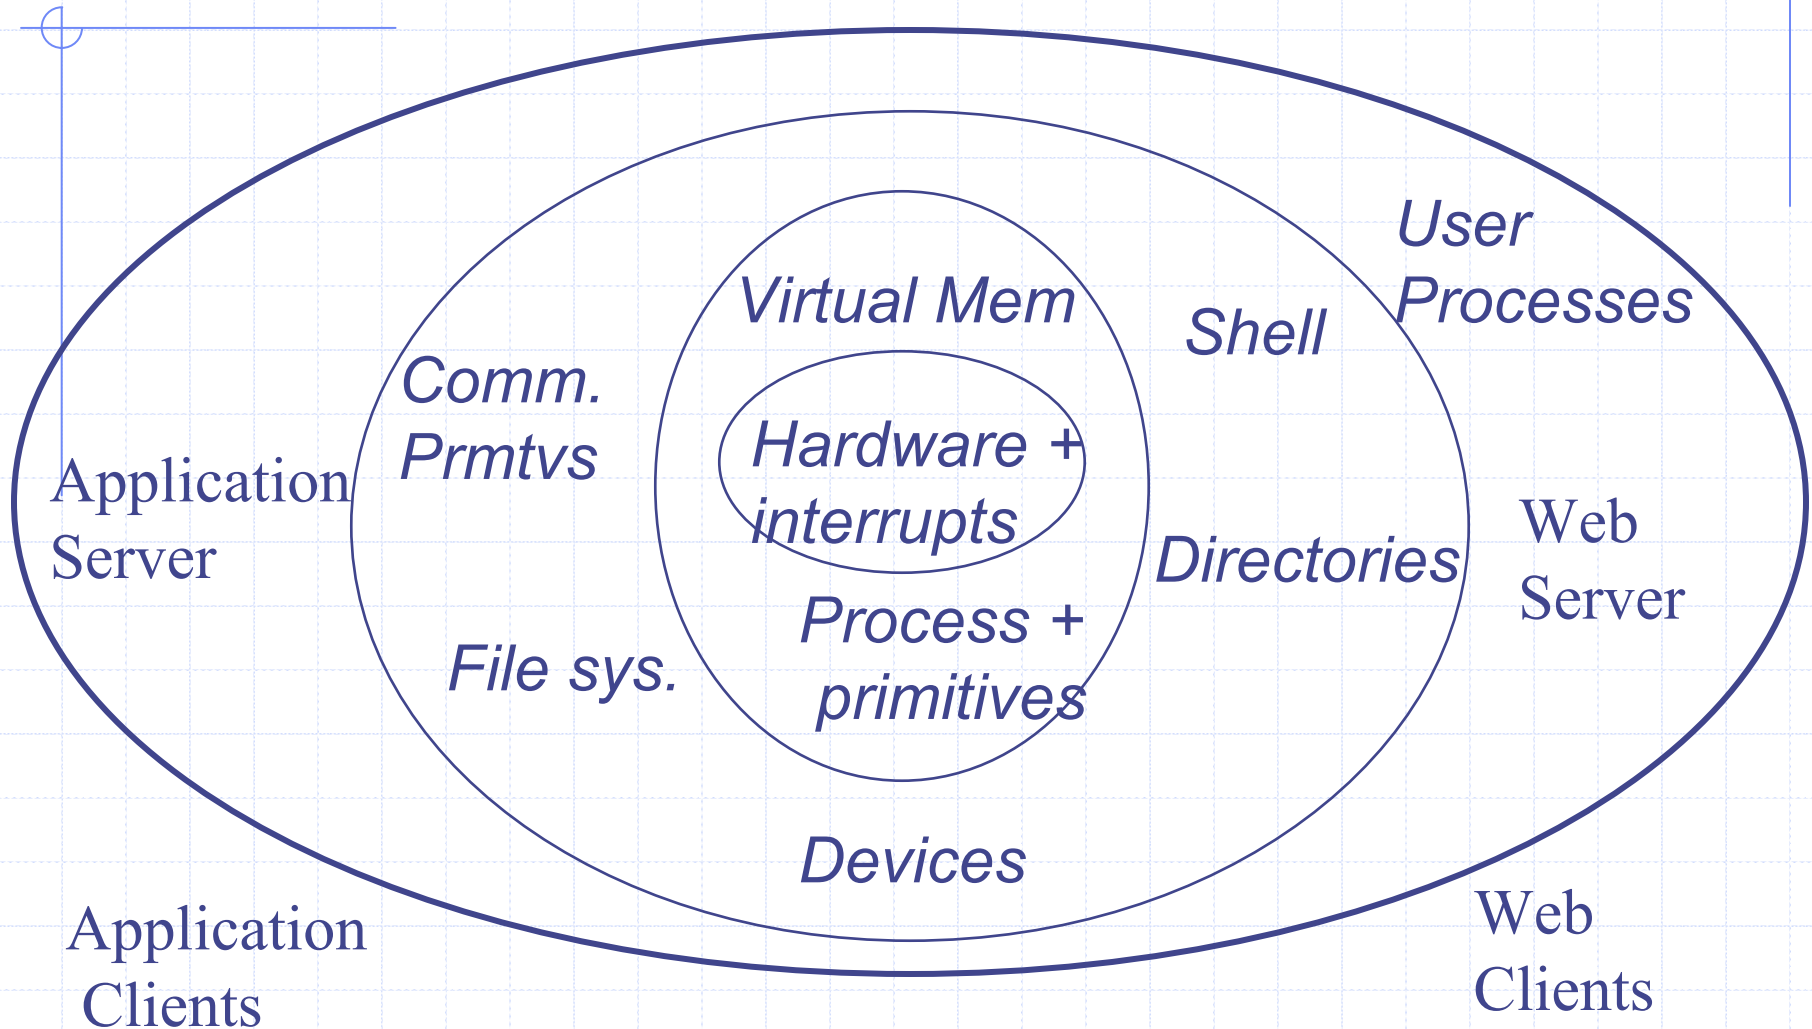 User
Processes
Virtual Mem
Shell
Comm.
Prmtvs
Hardware +
interrupts
Application
Server
Web
Server
Directories
Process +
primitives
File sys.
Devices
Application
Clients
Web
Clients